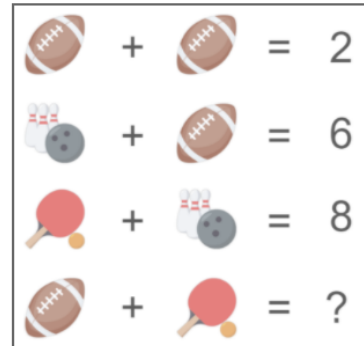 + = 2
+ = 6
+ = 8
+ = ?